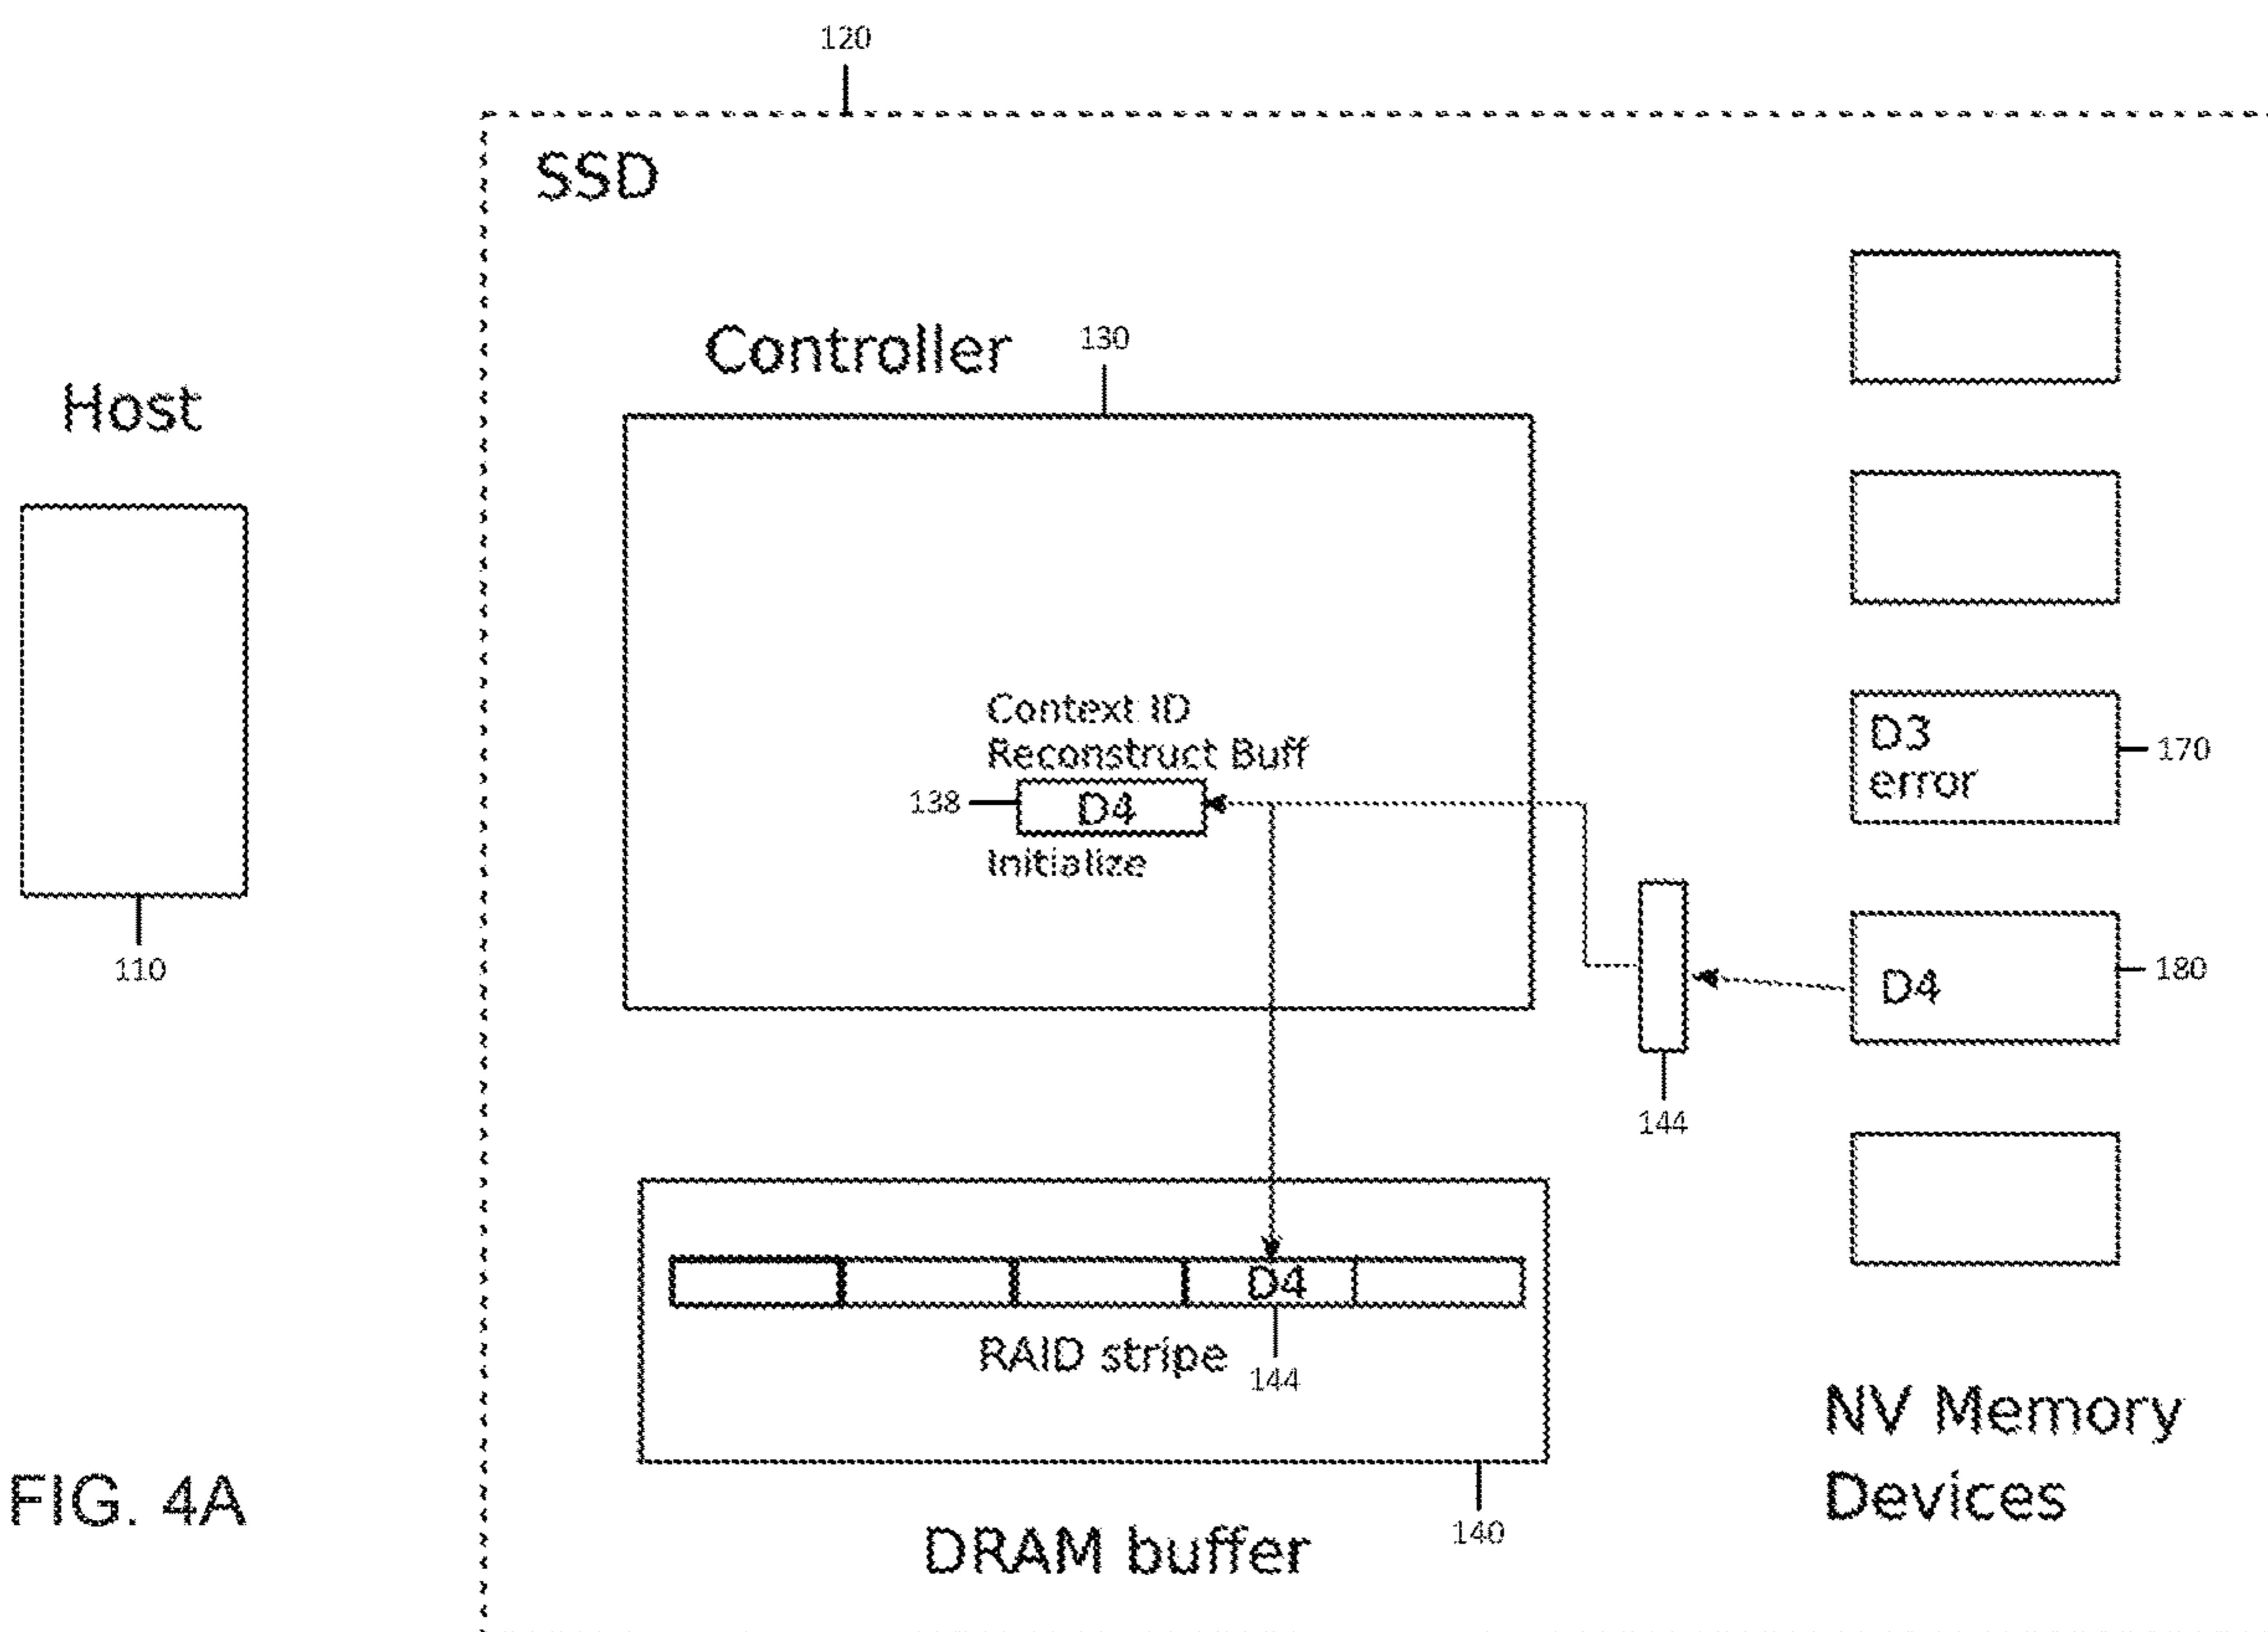 120
SSD
Controller
130
Host
Context ID
Reconstruct Buff
138
D4
Initialize
D3
error
170
D4
180
110
144
D4
RAID stripe
144
NV Memory
Devices
FIG. 4A
DRAM buffer
140